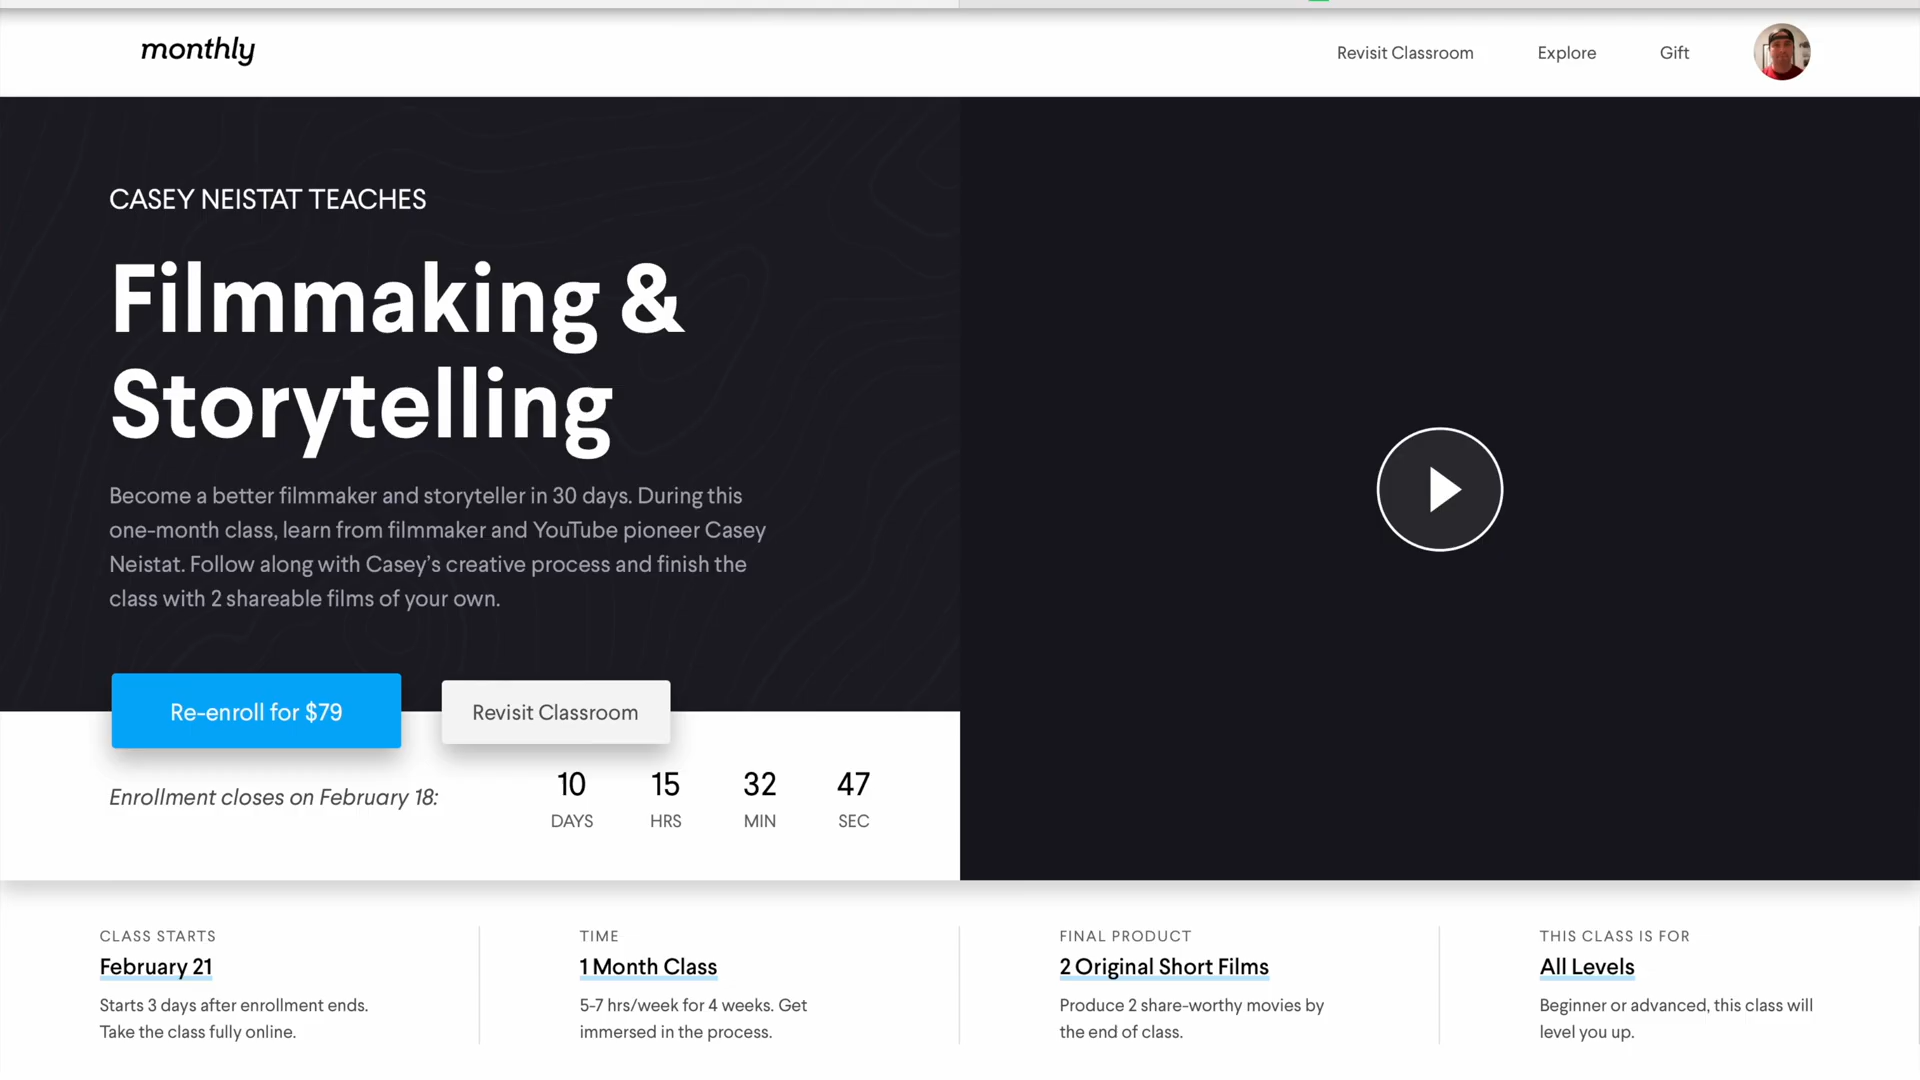 monthly
Revisit Classroom
Explore
Gift
CASEY NEISTAT TEACHES
Filmmaking &
Storytelling
Become a better filmmaker and storyteller in 30 days. During this
one-month class, learn from filmmaker and YouTube pioneer Casey
Neistat. Follow along with Casey’s creative process and finish the
class with 2 shareable films of your own.
Re-enroll for $79
Revisit Classroom
Enrollment closes on February 18:
10 15 32 47
DAYS HRS MIN SEC
CLASS STARTS
February 21
Starts 3 days after enrollment ends.
Take the class fully online.
TIME
1 Month Class
5-7 hrs/week for 4 weeks. Get
immersed in the process.
FINAL PRODUCT
2 Original Short Films
Produce 2 share-worthy movies by
the end of class.
THIS CLASS IS FOR
All Levels
Beginner or advanced, this class will
level you up.